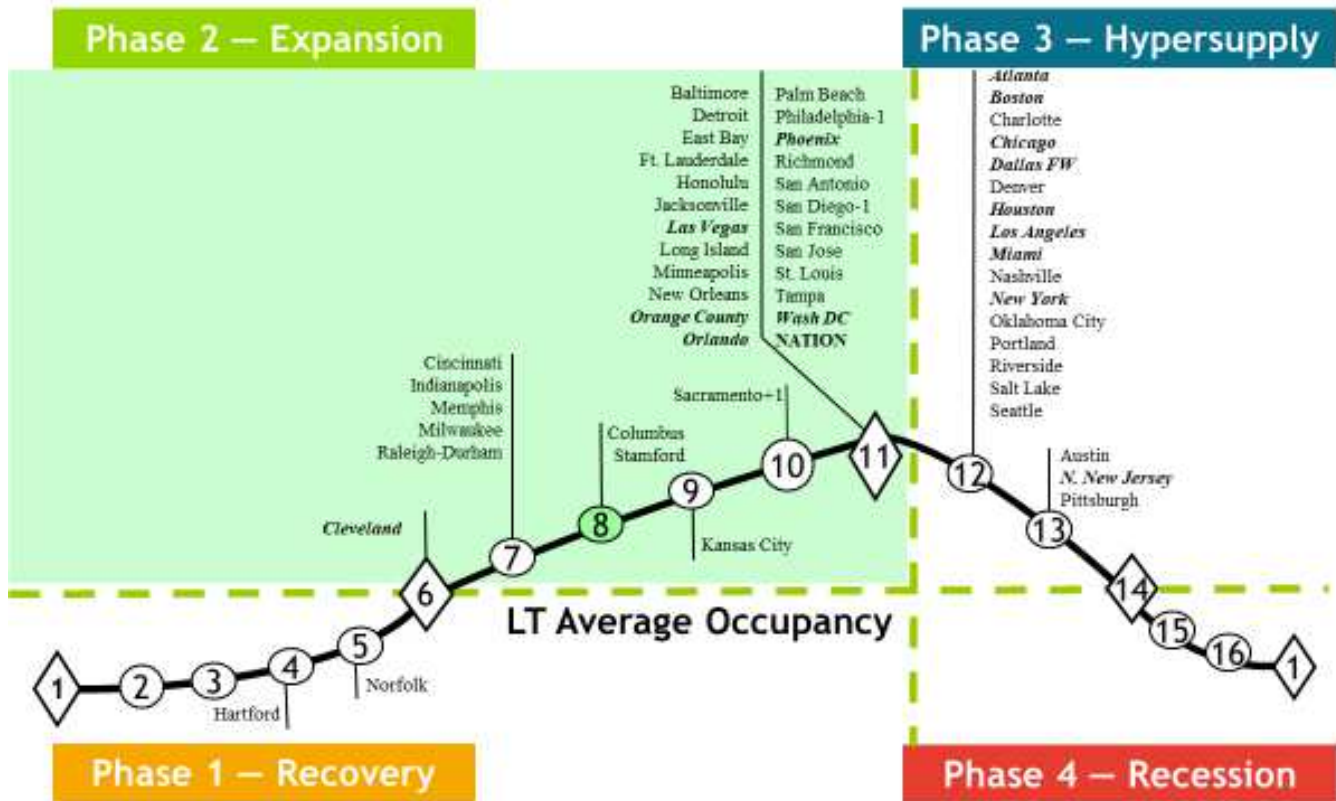 Phase 2 — Expansion
Phase 3 — Hypersupply
Baltimore
Detroit
East Bay
Ft. Lauderdale
Honolulu
Jacksonville
Las Vegas
Long Island
Minneapolis
New Orleans
Orange County
Orlando
Palm Beach
Philadelphia-1
Phoenix
Richmond
San Antonio
San Diego-1
San Francisco
San Jose
St. Louis
Tampa
Wash DC
NATION
Atlanta
Boston
Charlotte
Chicago
Dallas FW
Denver
Houston
Los Angeles
Miami
Nashville
New York
Oklahoma City
Portland
Riverside
Salt Lake
Seattle
Cincinnati
Indianapolis
Memphis
Milwaukee
Raleigh-Durham
Sacramento+1
Columbus
Stamford
Austin
N. New Jersey
Pittsburgh
Cleveland
Kansas City
LT Average Occupancy
Norfolk
Hartford
1
2
3
4
5
6
7
8
9
10
11
12
13
14
15
16
1
Phase 1 — Recovery
Phase 4 — Recession